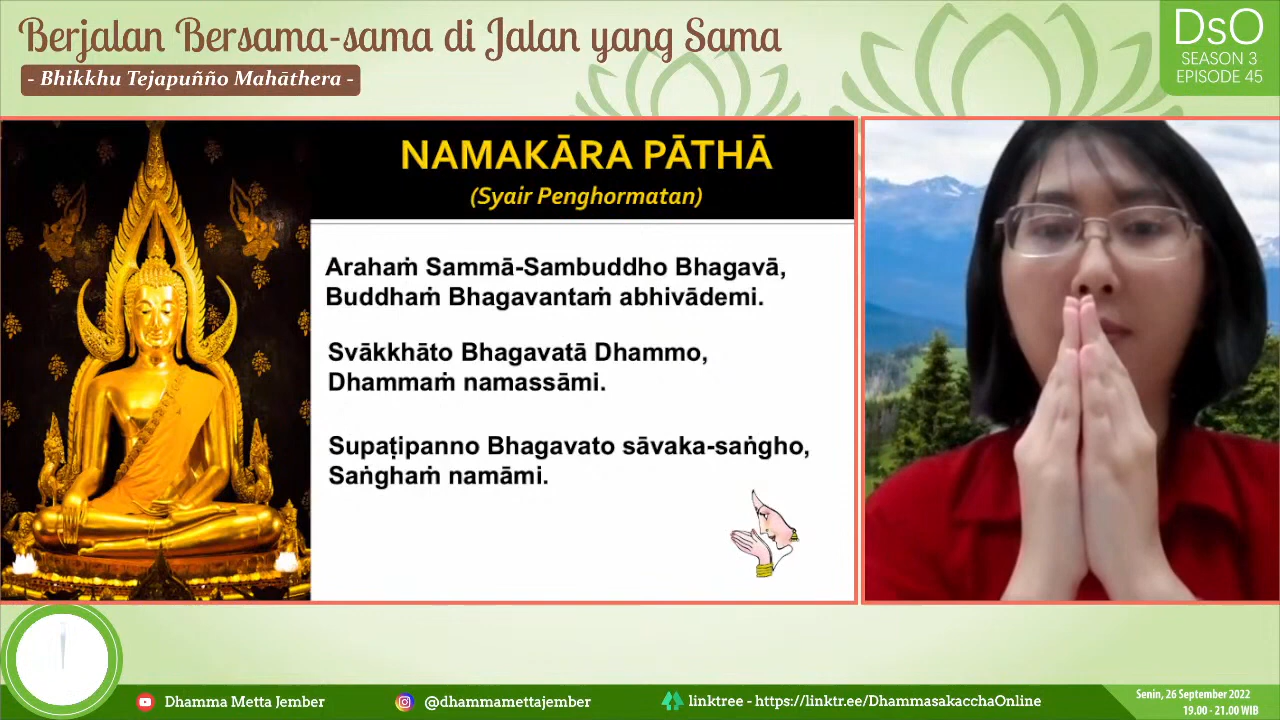 Berjalan Bersama-sama di Jalan yang Sama
- Bhikkhu Tejapuñño Mahāthera -
DsO
SEASON 3
EPISODE 45
NAMAKĀRA PĀṬHĀ
(Syair Penghormatan)
Arahaṁ Sammā-Sambuddho Bhagavā,
Buddhaṁ Bhagavantaṁ abhivādemi.
Svākkhāto Bhagavatā Dhammo,
Dhammaṁ namassāmi.
Supaṭipanno Bhagavato sāvaka-saṅgho,
Saṅghaṁ namāmi.
Dhamma Metta Jember
@dhammamettajember
linktree - https://linktr.ee/DhammasakacchaOnline
Senin, 26 September 2022
19.00 - 21.00 WIB